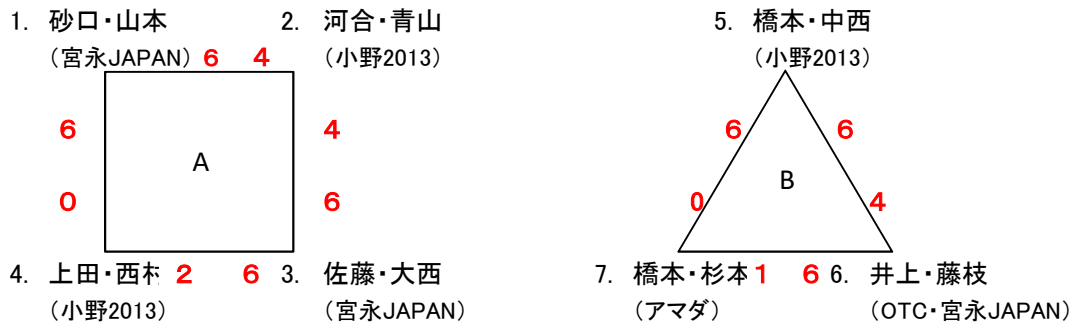 1. 砂口・山本 2. 河合・青山 5. 橋本・中西
（宮永JAPAN） 6 4 （小野2013） （小野2013）
6 4 6 6
A B
0 6 0 4
4. 上田・西村 2 6 3. 佐藤・大西 7. 橋本・杉本 1 6 6. 井上・藤枝
（小野2013） （宮永JAPAN） （アマダ） （OTC・宮永JAPAN）